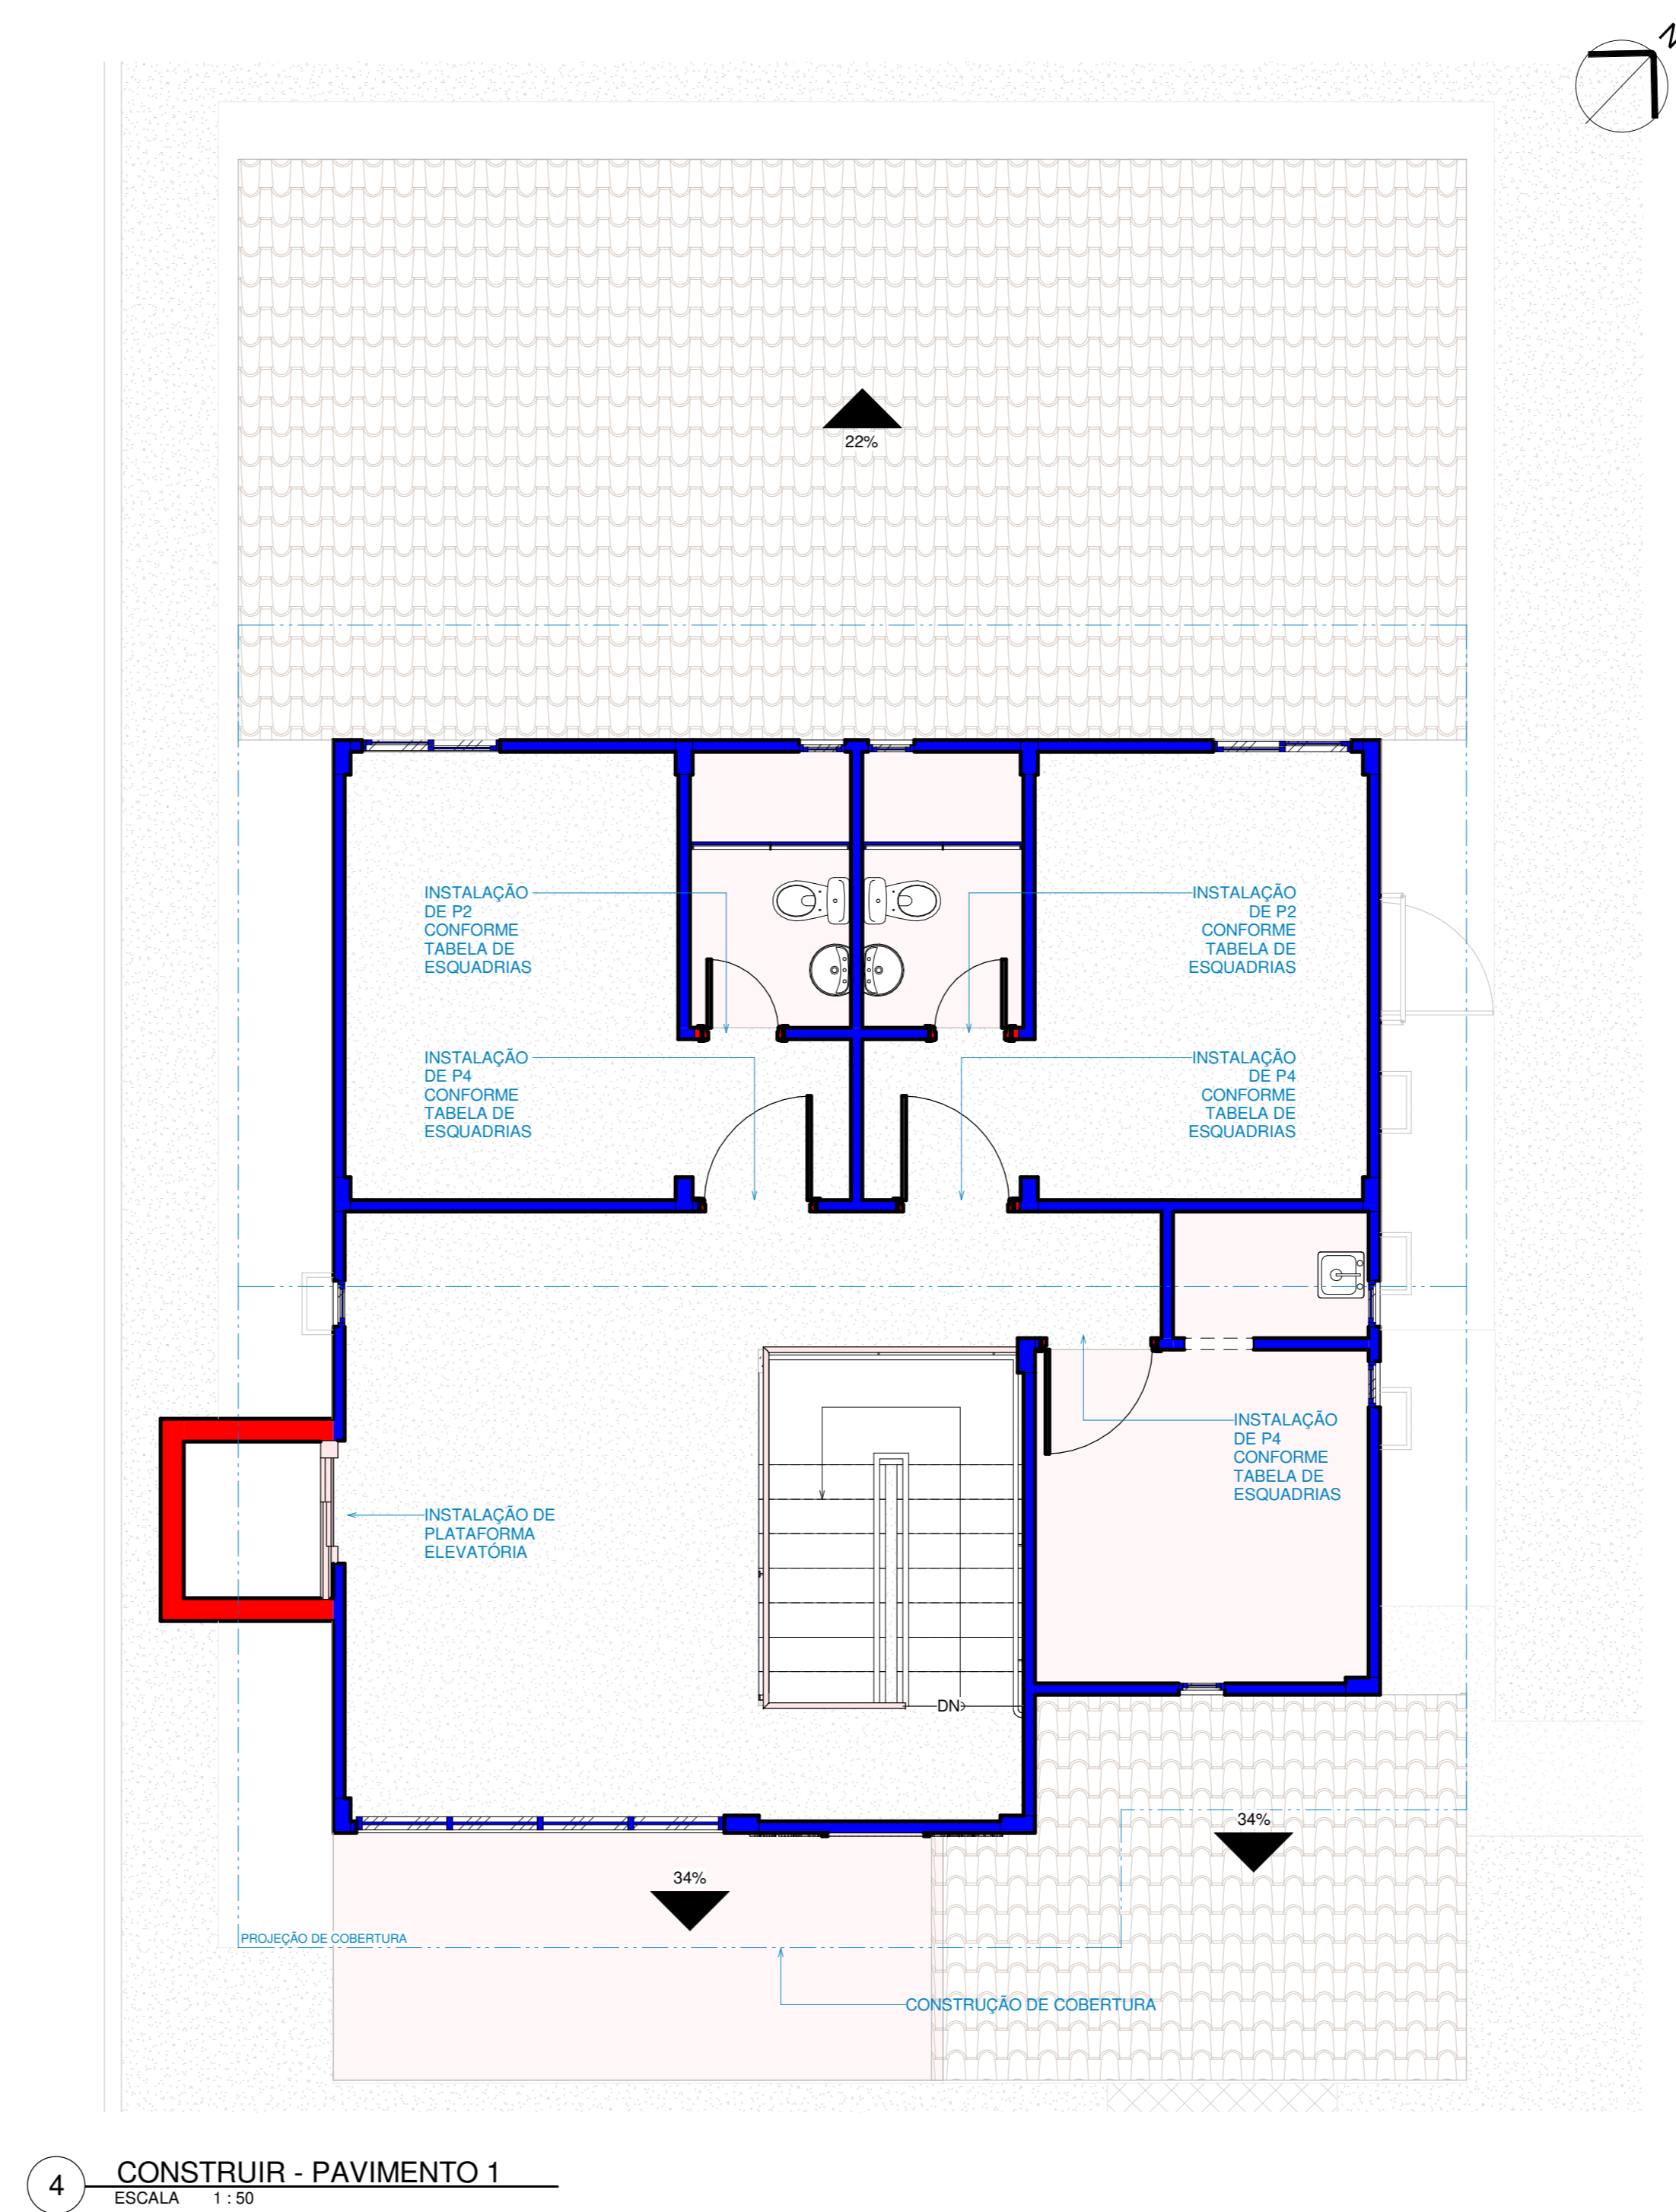 N
22%
INSTALAÇÃO
DE P2
CONFORME
TABELA DE
ESQUADRIAS
INSTALAÇÃO
DE P2
CONFORME
TABELA DE
ESQUADRIAS
INSTALAÇÃO
DE P4
CONFORME
TABELA DE
ESQUADRIAS
INSTALAÇÃO
DE P4
CONFORME
TABELA DE
ESQUADRIAS
INSTALAÇÃO
DE P4
CONFORME
TABELA DE
ESQUADRIAS
INSTALAÇÃO DE
PLATAFORMA
ELEVATÓRIA
DN
34%
34%
PROJEÇÃO DE COBERTURA
CONSTRUÇÃO DE COBERTURA
4 CONSTRUIR - PAVIMENTO 1
ESCALA 1 : 50